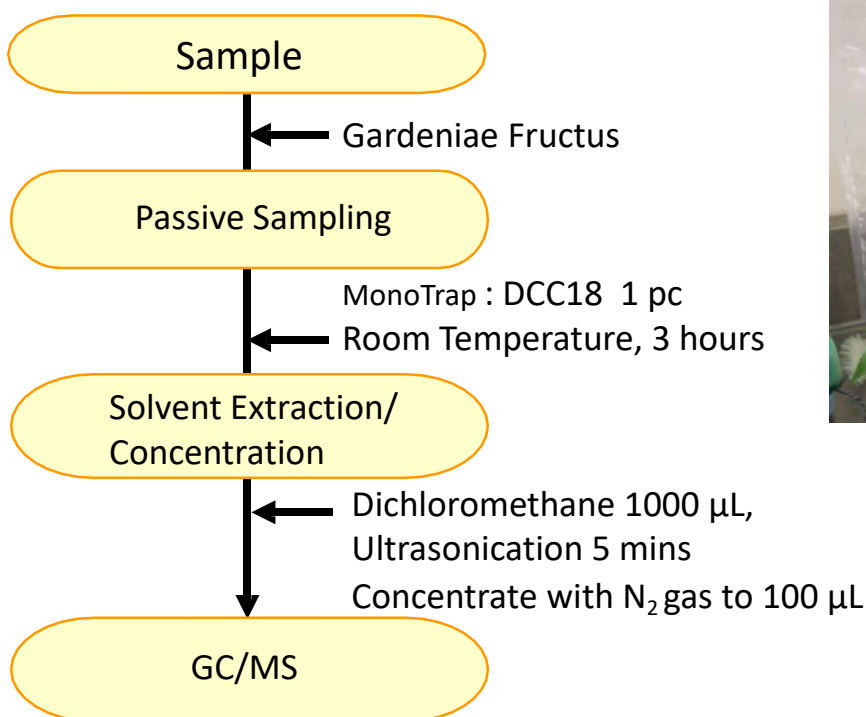 Sample
Gardeniae Fructus
Passive Sampling
MonoTrap : DCC18 1 pc
Room Temperature, 3 hours
Solvent Extraction/
Concentration
Dichloromethane 1000 μL,
Ultrasonication 5 mins
Concentrate with N₂ gas to 100 μL
GC/MS